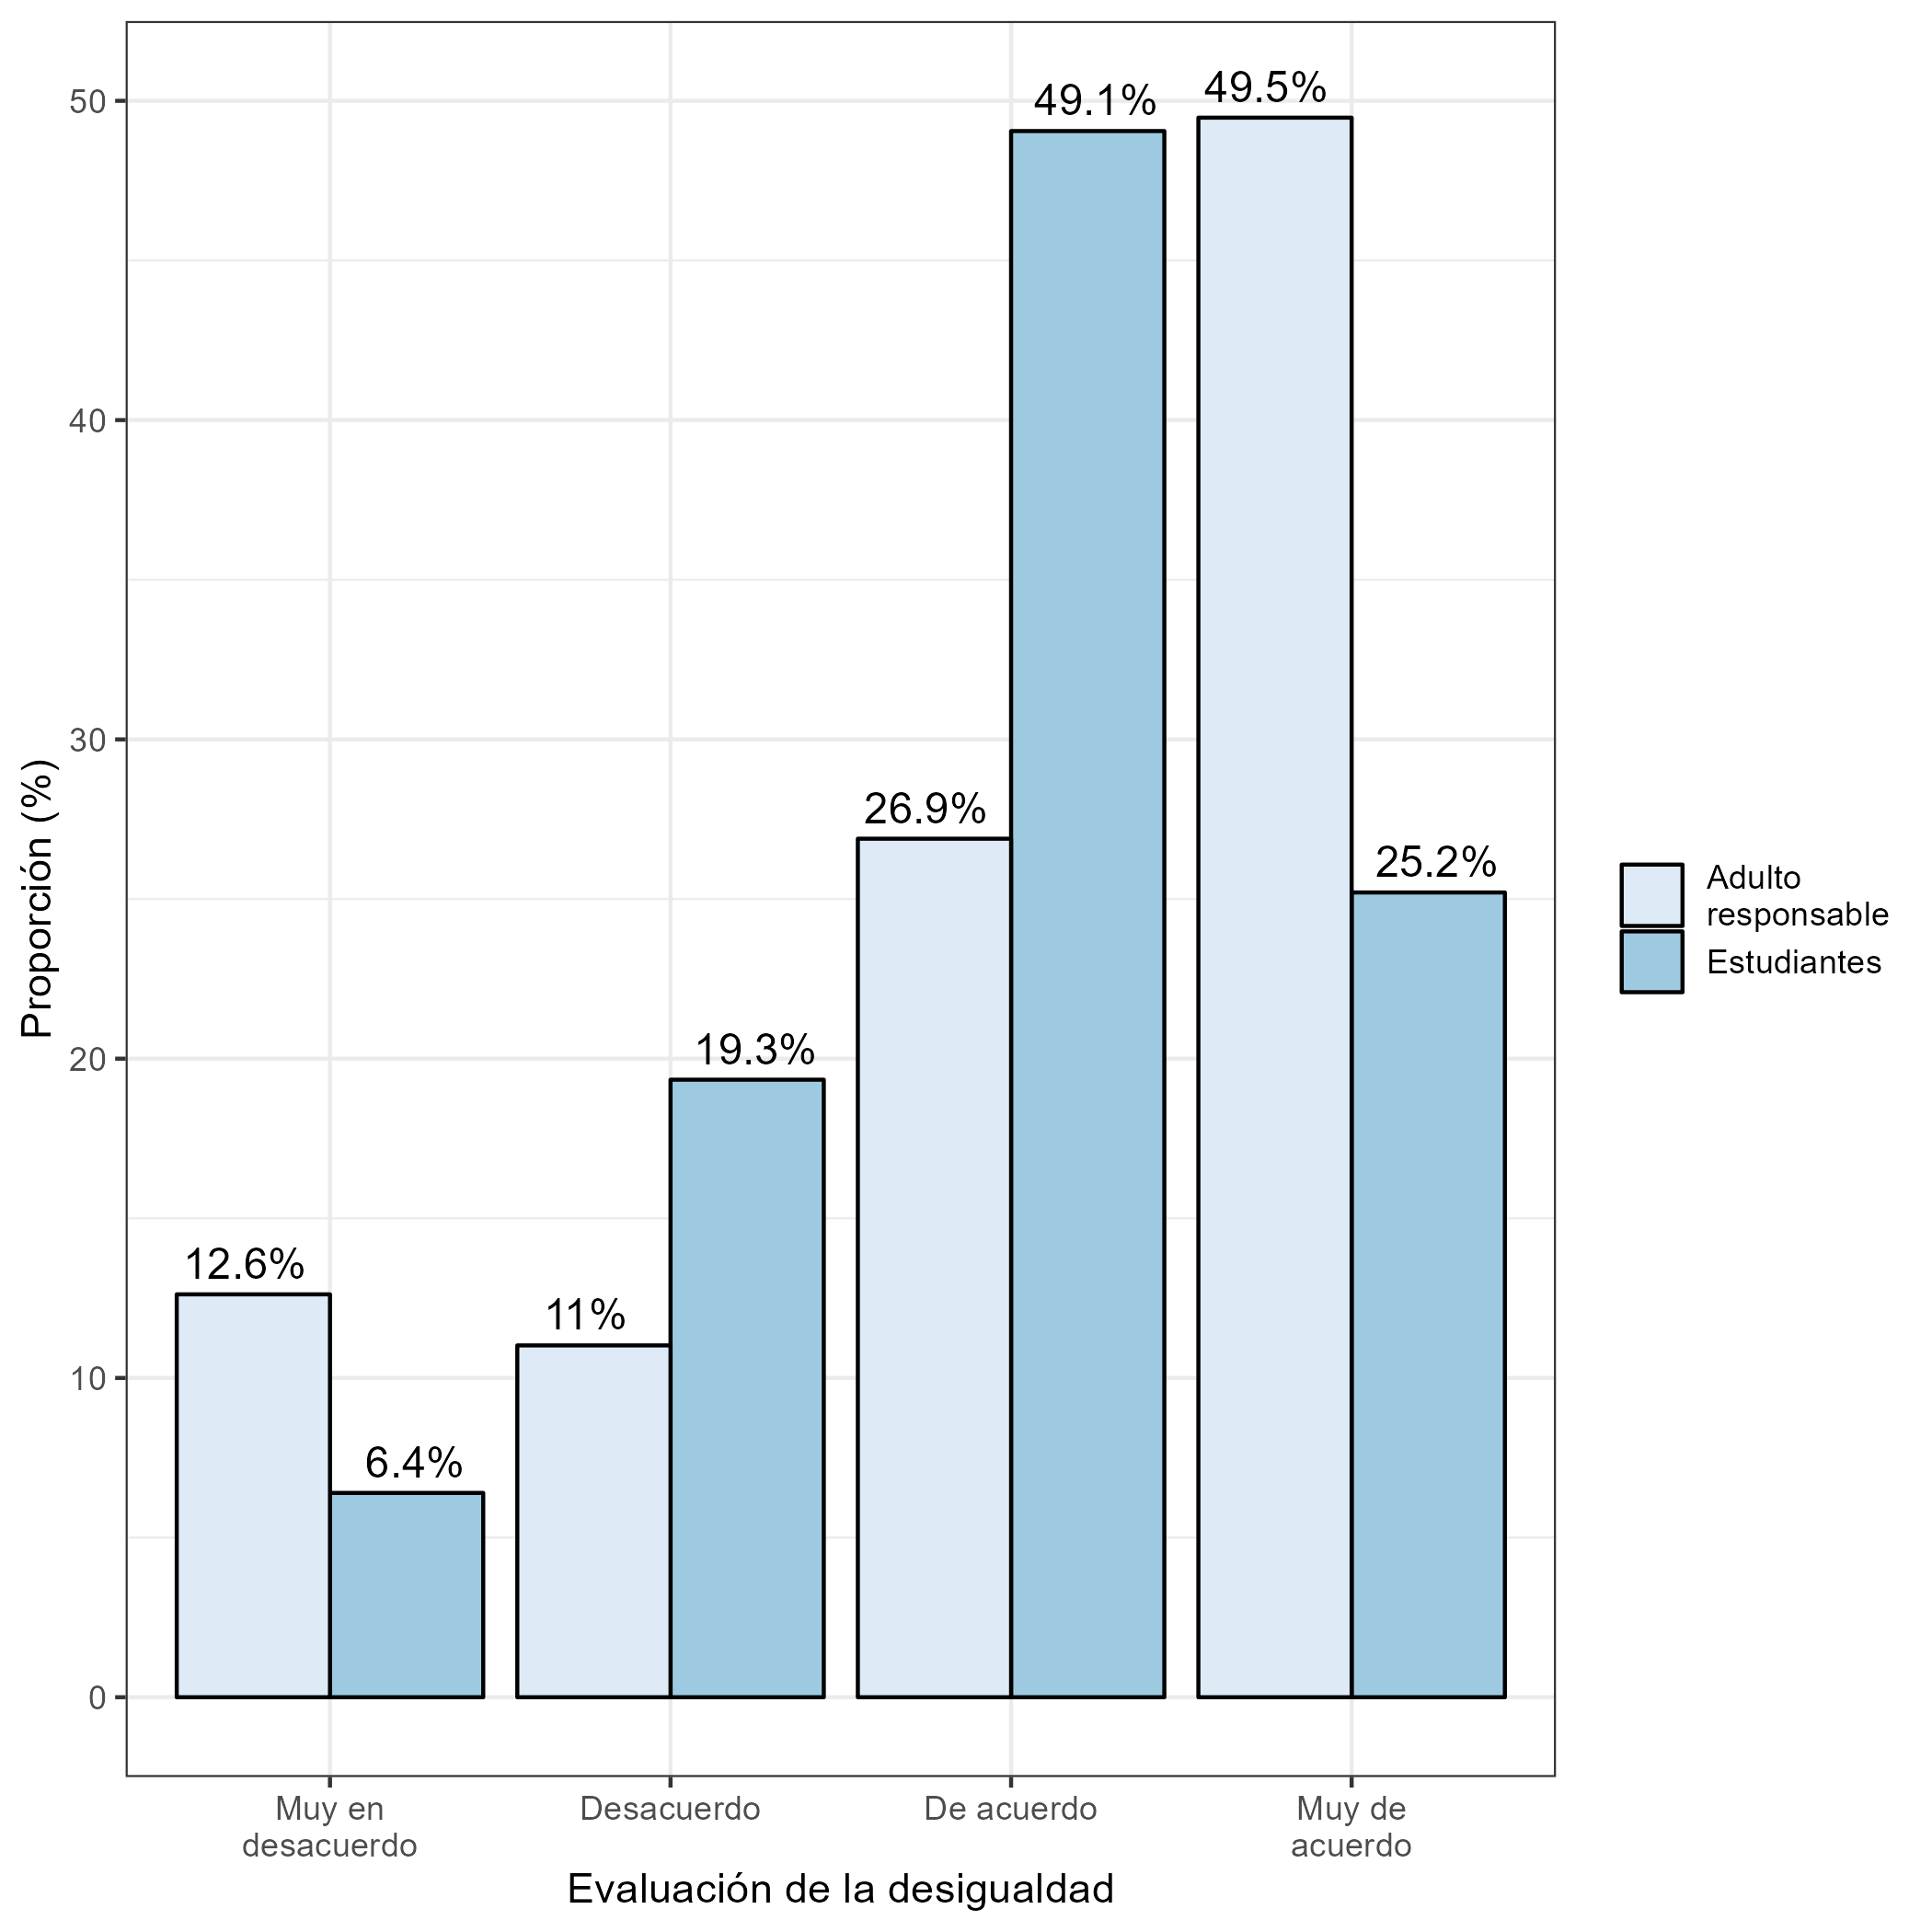 Proporción (%)
50
40
30
20
10
0
12.6%
6.4%
11%
19.3%
26.9%
49.1%
49.5%
25.2%
Muy en
desacuerdo
Desacuerdo
De acuerdo
Muy de
acuerdo
Evaluación de la desigualdad
Adulto
responsable
Estudiantes